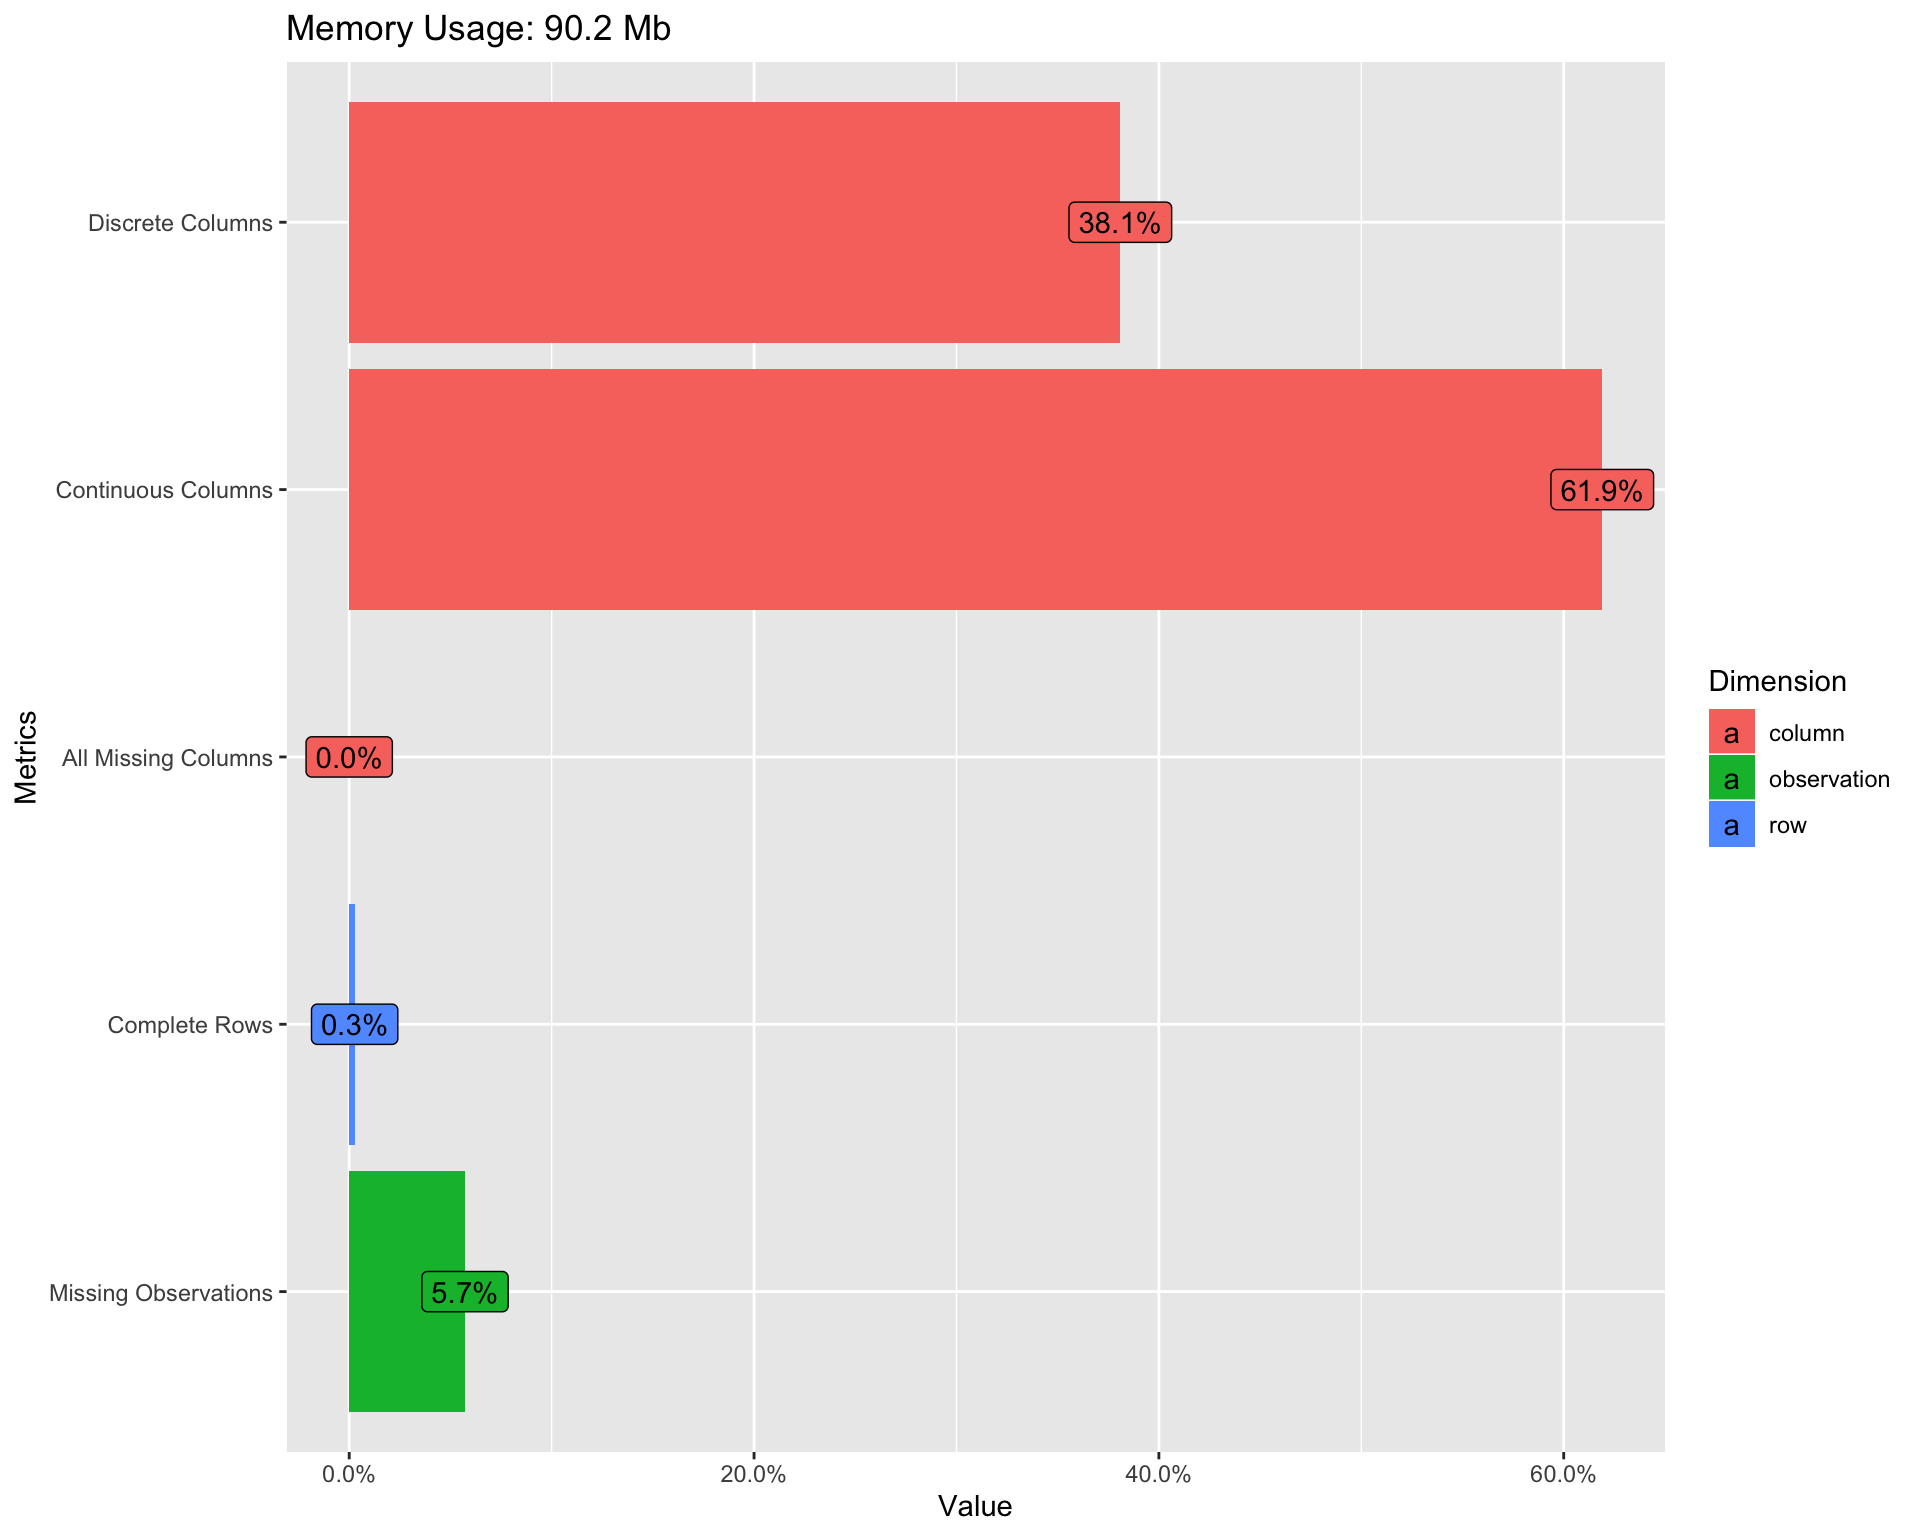 Memory Usage: 90.2 Mb
Discrete Columns
38.1%
Continuous Columns
61.9%
All Missing Columns
0.0%
Complete Rows
0.3%
Missing Observations
5.7%
Metrics
0.0%
20.0%
40.0%
60.0%
Value
Dimension
a column
a observation
a row